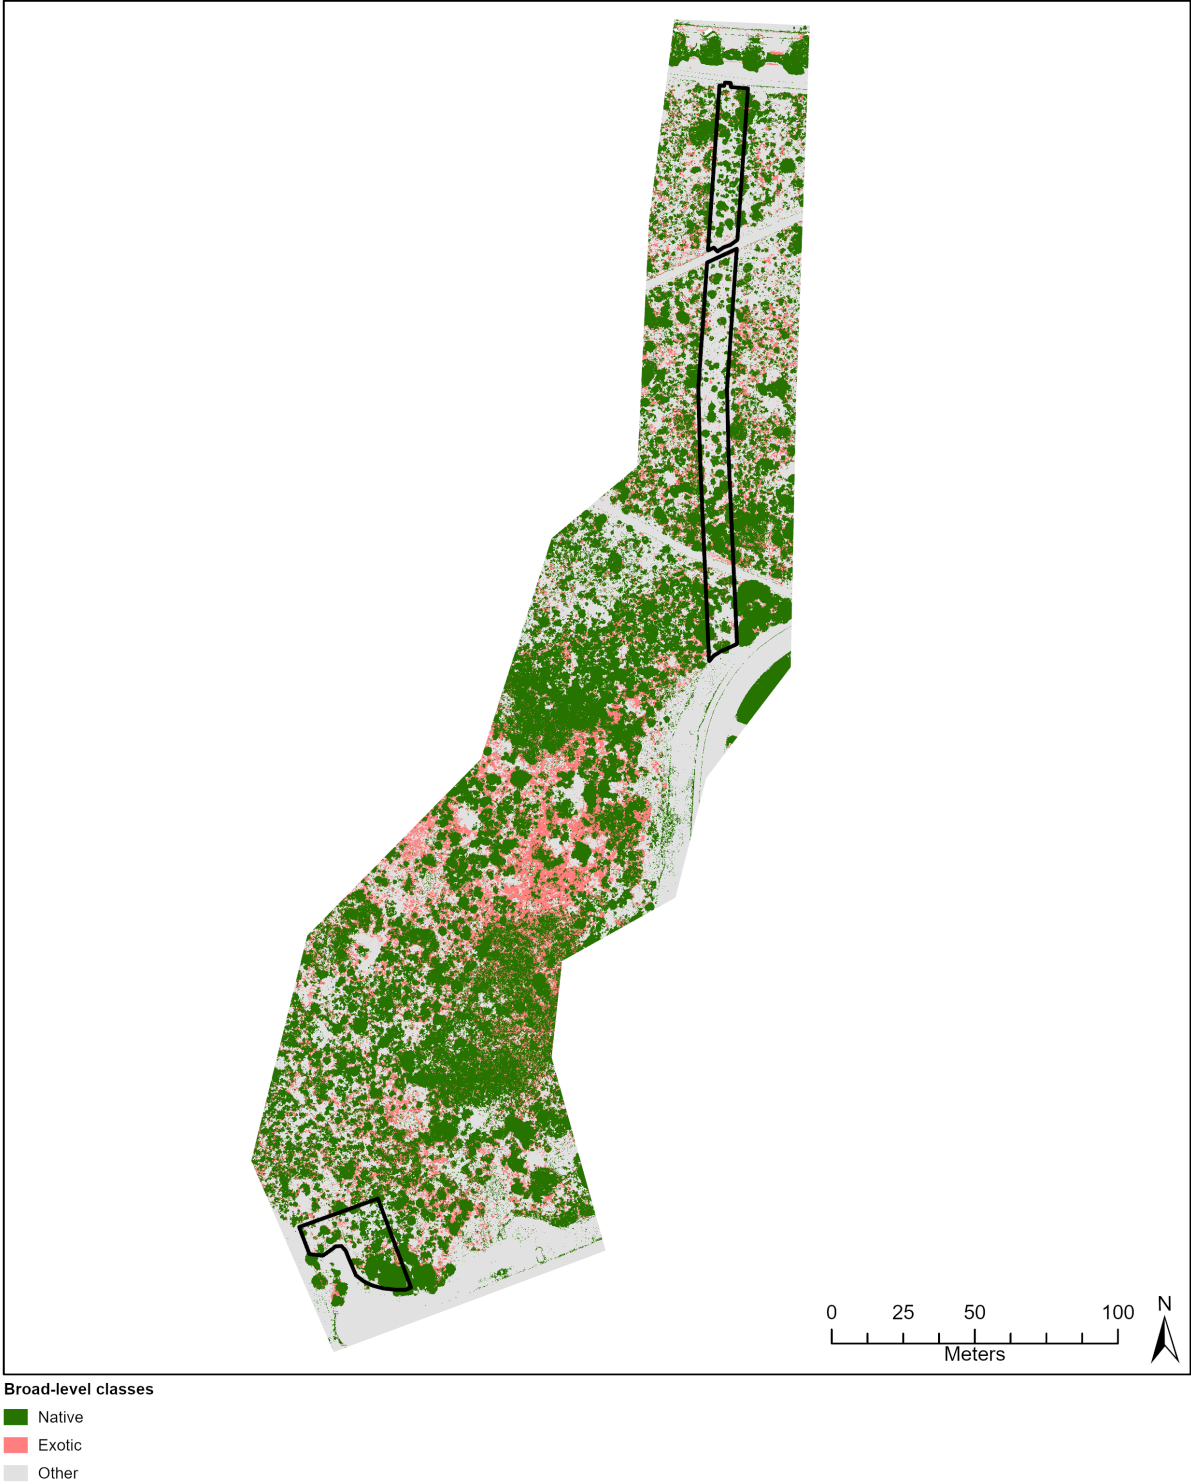 N
0 25 50 100
Meters
Broad-level classes
Native
Exotic
Other